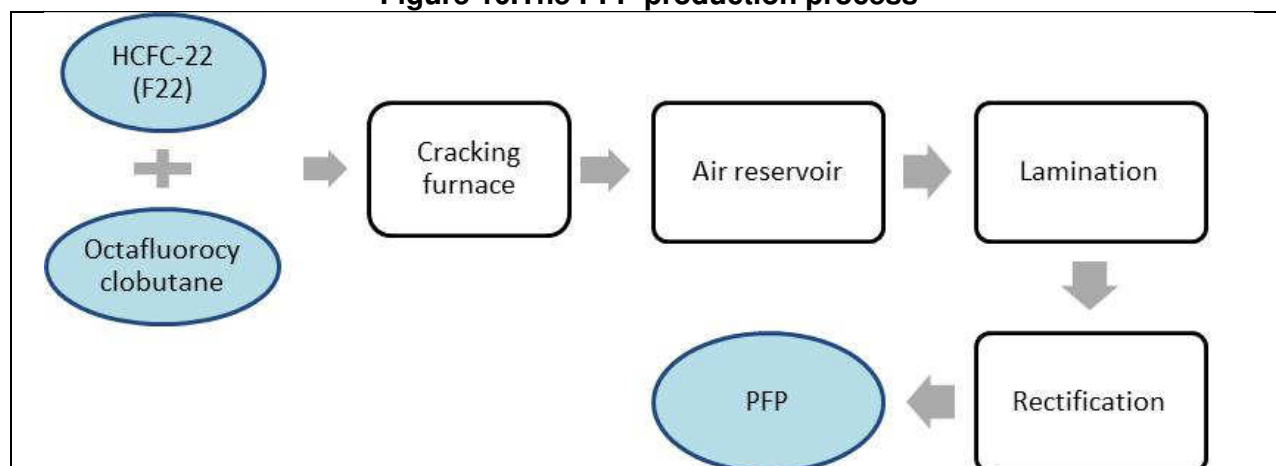 HCFC-22
(F22)
Octafluorocy
clobutane
Cracking
furnace
Air reservoir
Lamination
Rectification
PFP